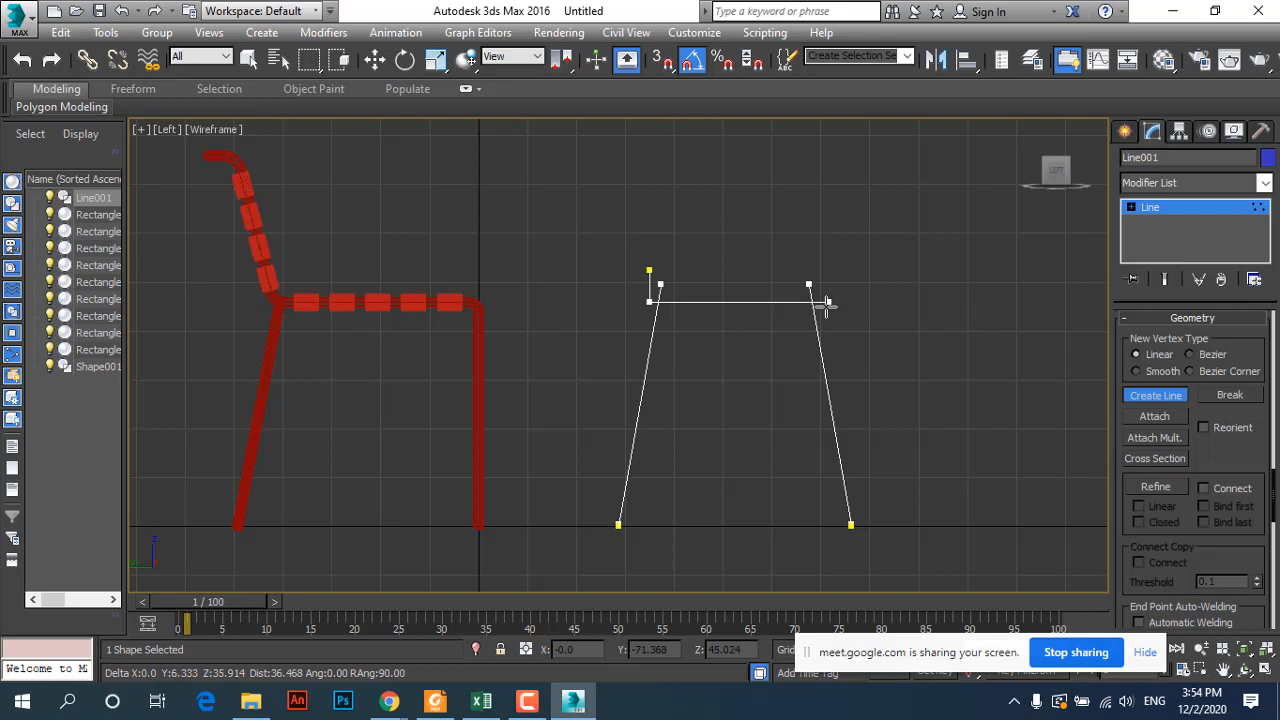 Workspace: Default
Autodesk 3ds Max 2016 Untitled
Type a keyword or phrase
Sign In
MAX
Edit Tools Group Views Create Modifiers Animation Graph Editors Rendering Civil View Customize Scripting Help
All
View
3
Create Selection Se
Modeling Freeform Selection Object Paint Populate
Polygon Modeling
Select Display
[+] [Left] [Wireframe]
LEFT
Name (Sorted Ascen
Line001
Rectangle
Rectangle
Rectangle
Rectangle
Rectangle
Rectangle
Rectangle
Rectangle
Rectangle
Shape001
Line001
Modifier List
Line
Geometry
New Vertex Type
Linear Bezier
Smooth Bezier Corner
Create Line Break
Attach
Reorient
Attach Mult.
Cross Section
Refine Connect
Linear Bind first
Closed Bind last
Connect Copy
Connect
Threshold 0.1
End Point Auto-Welding
Automatic Welding
z
y
x
1 / 100
0 5 10 15 20 25 30 35 40 45 50 55 60 65 70 75 80 85 90 95 100
1 Shape Selected
X: -0.0 Y: -71.368 Z: 45.024
Welcome to M
Delta X:0.0 Y:6.333 Z:35.914 Dist:36.468 Ang:0.00 RAng:90.00
meet.google.com is sharing your screen. Stop sharing Hide
An
Ps
ENG
3:54 PM
12/2/2020